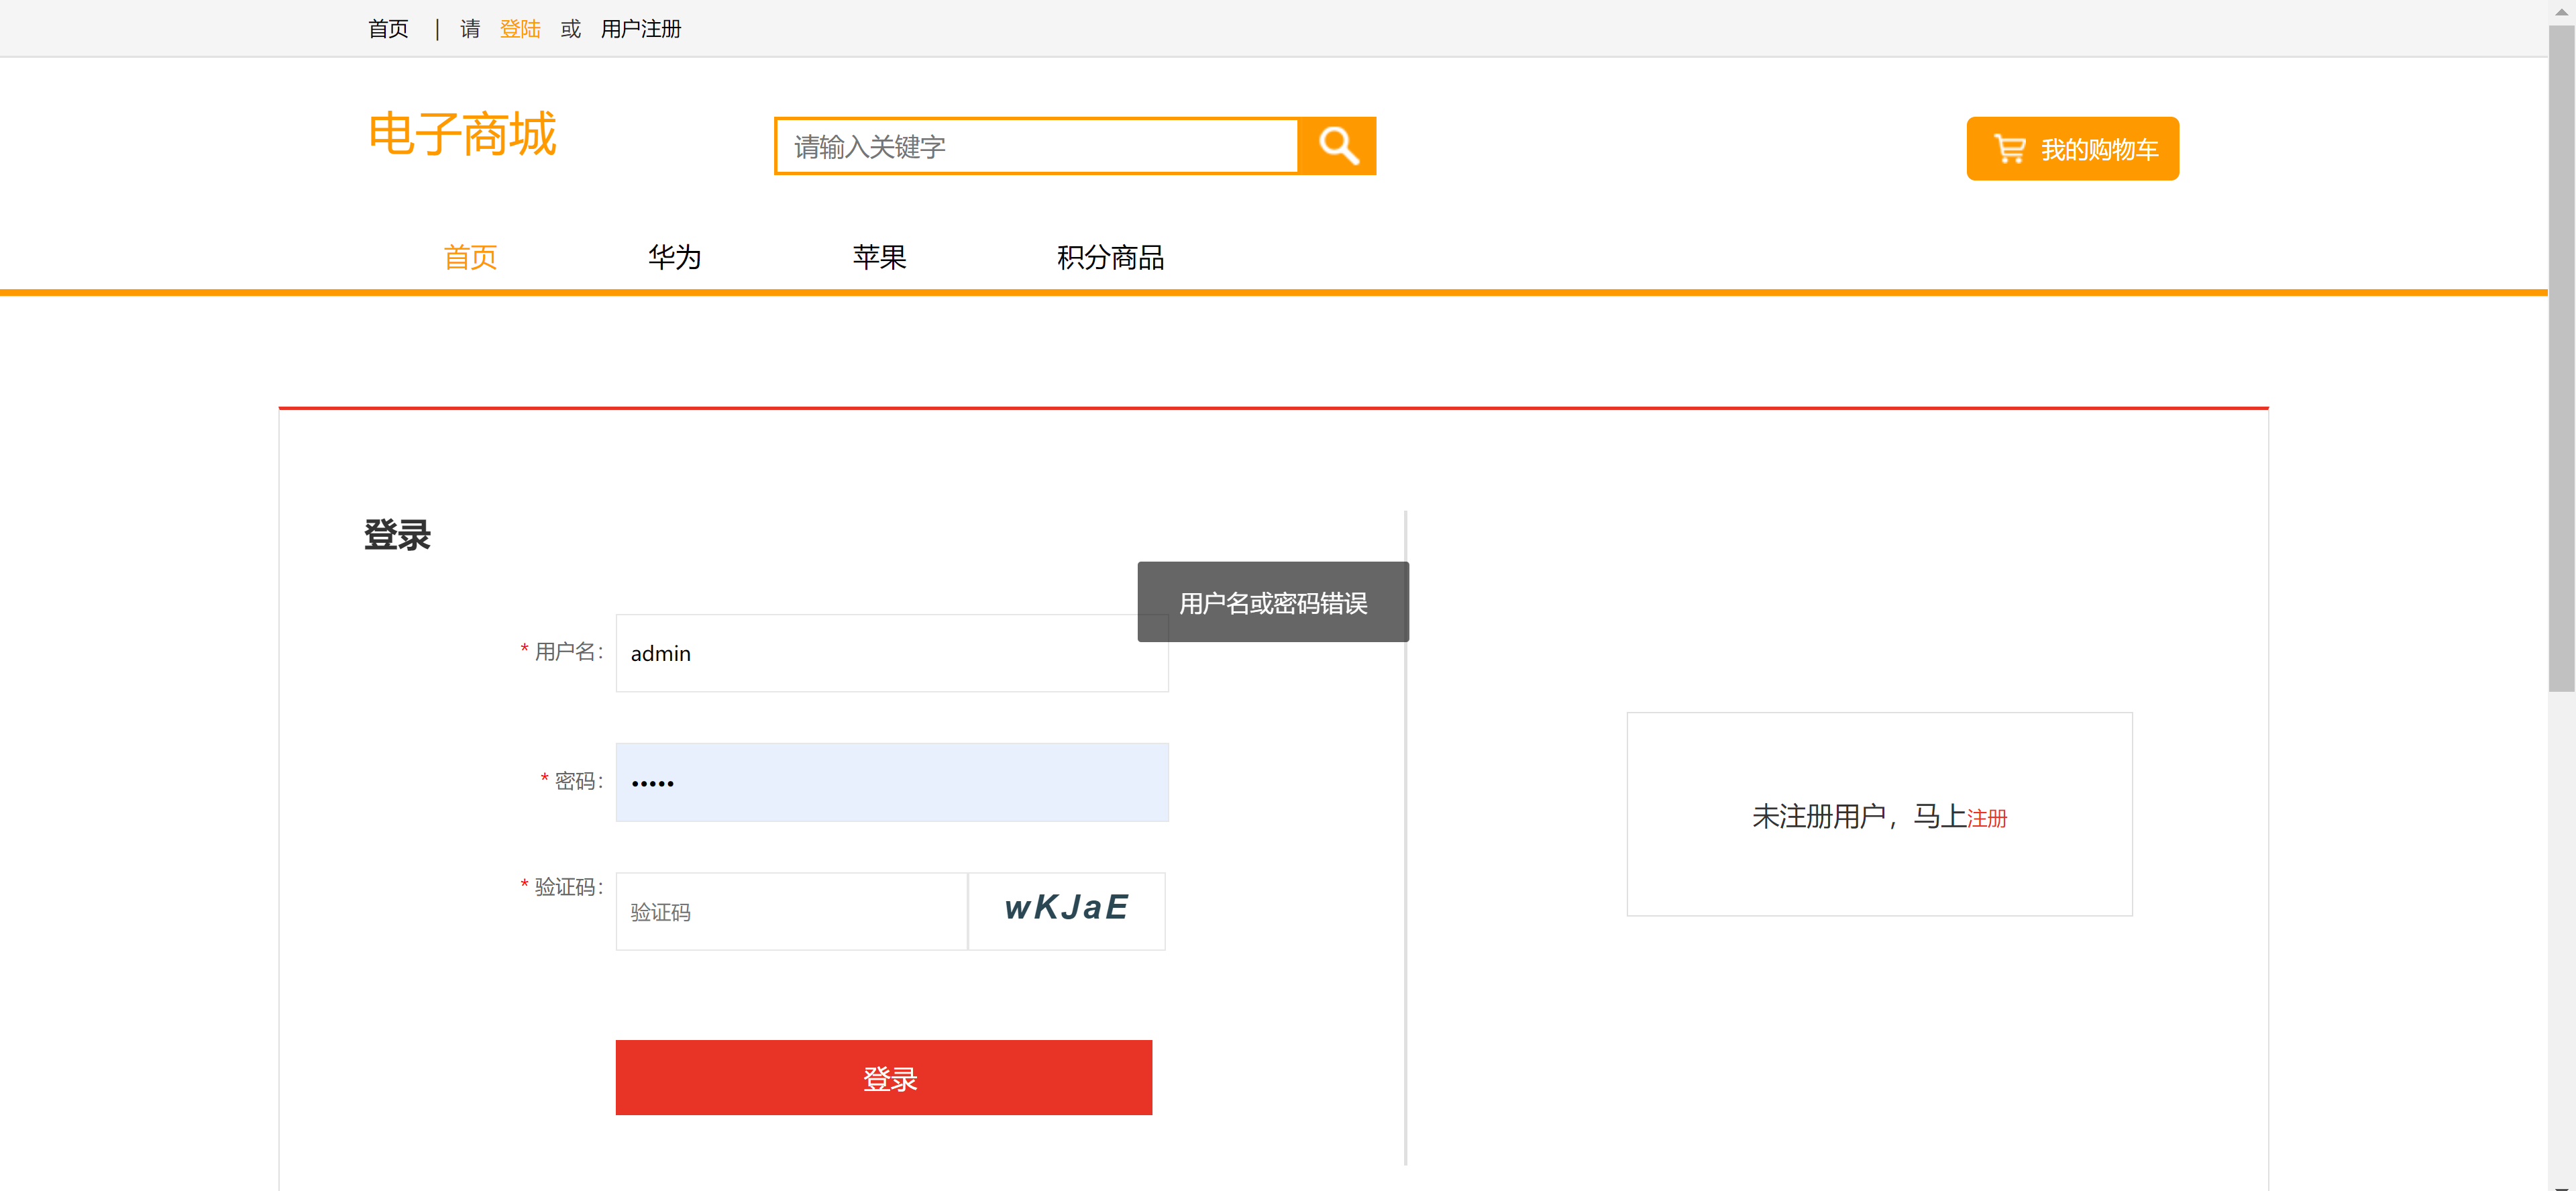 首页 | 请 登陆 或 用户注册
电子商城
请输入关键字
我的购物车
首页 华为 苹果 积分商品
登录
用户名或密码错误
* 用户名: admin
* 密码: •••••
未注册用户，马上注册
* 验证码: 验证码 wKJaE
登录